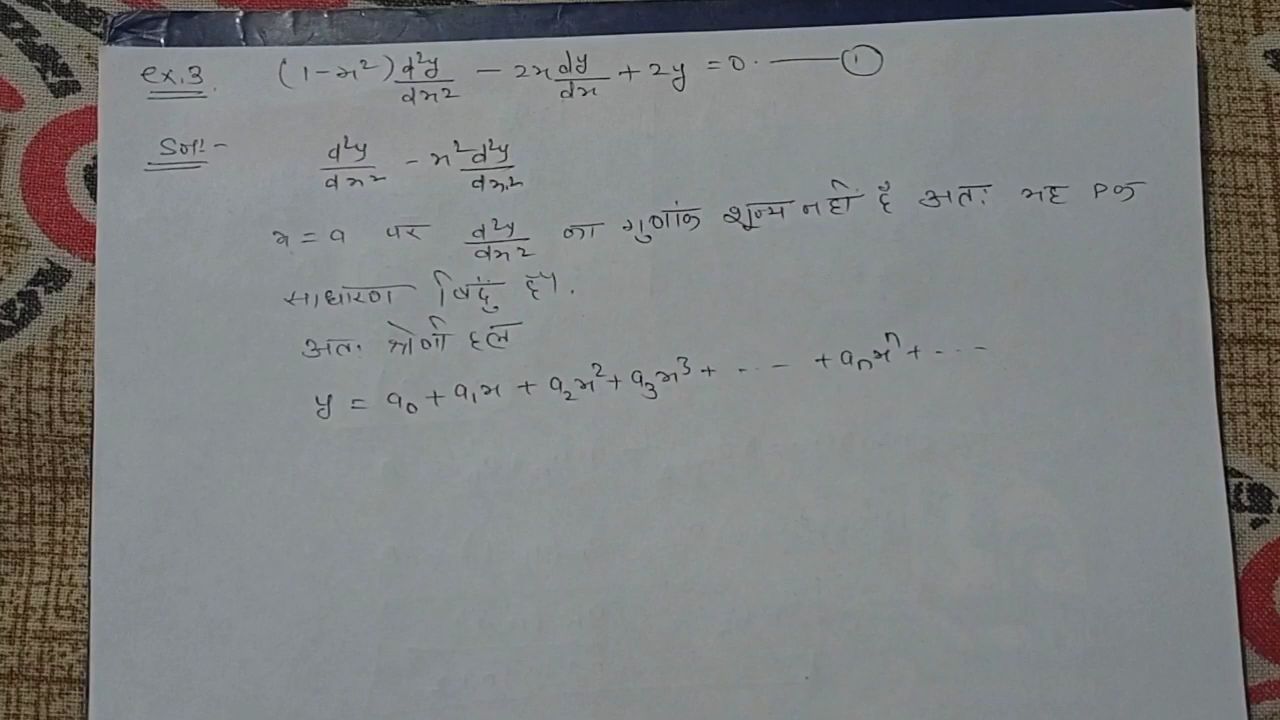 ex.3. (1-x²) d²y/dx² - 2x dy/dx + 2y = 0. —— ①
Soln:- d²y/dx² - x² d²y/dx²
x = 0 पर d²y/dx² का गुणांक शून्य नहीं है अतः यह एक
साधारण बिंदु है।
अतः श्रेणी हल
y = a₀ + a₁x + a₂x² + a₃x³ + ... + aₙxⁿ + ...